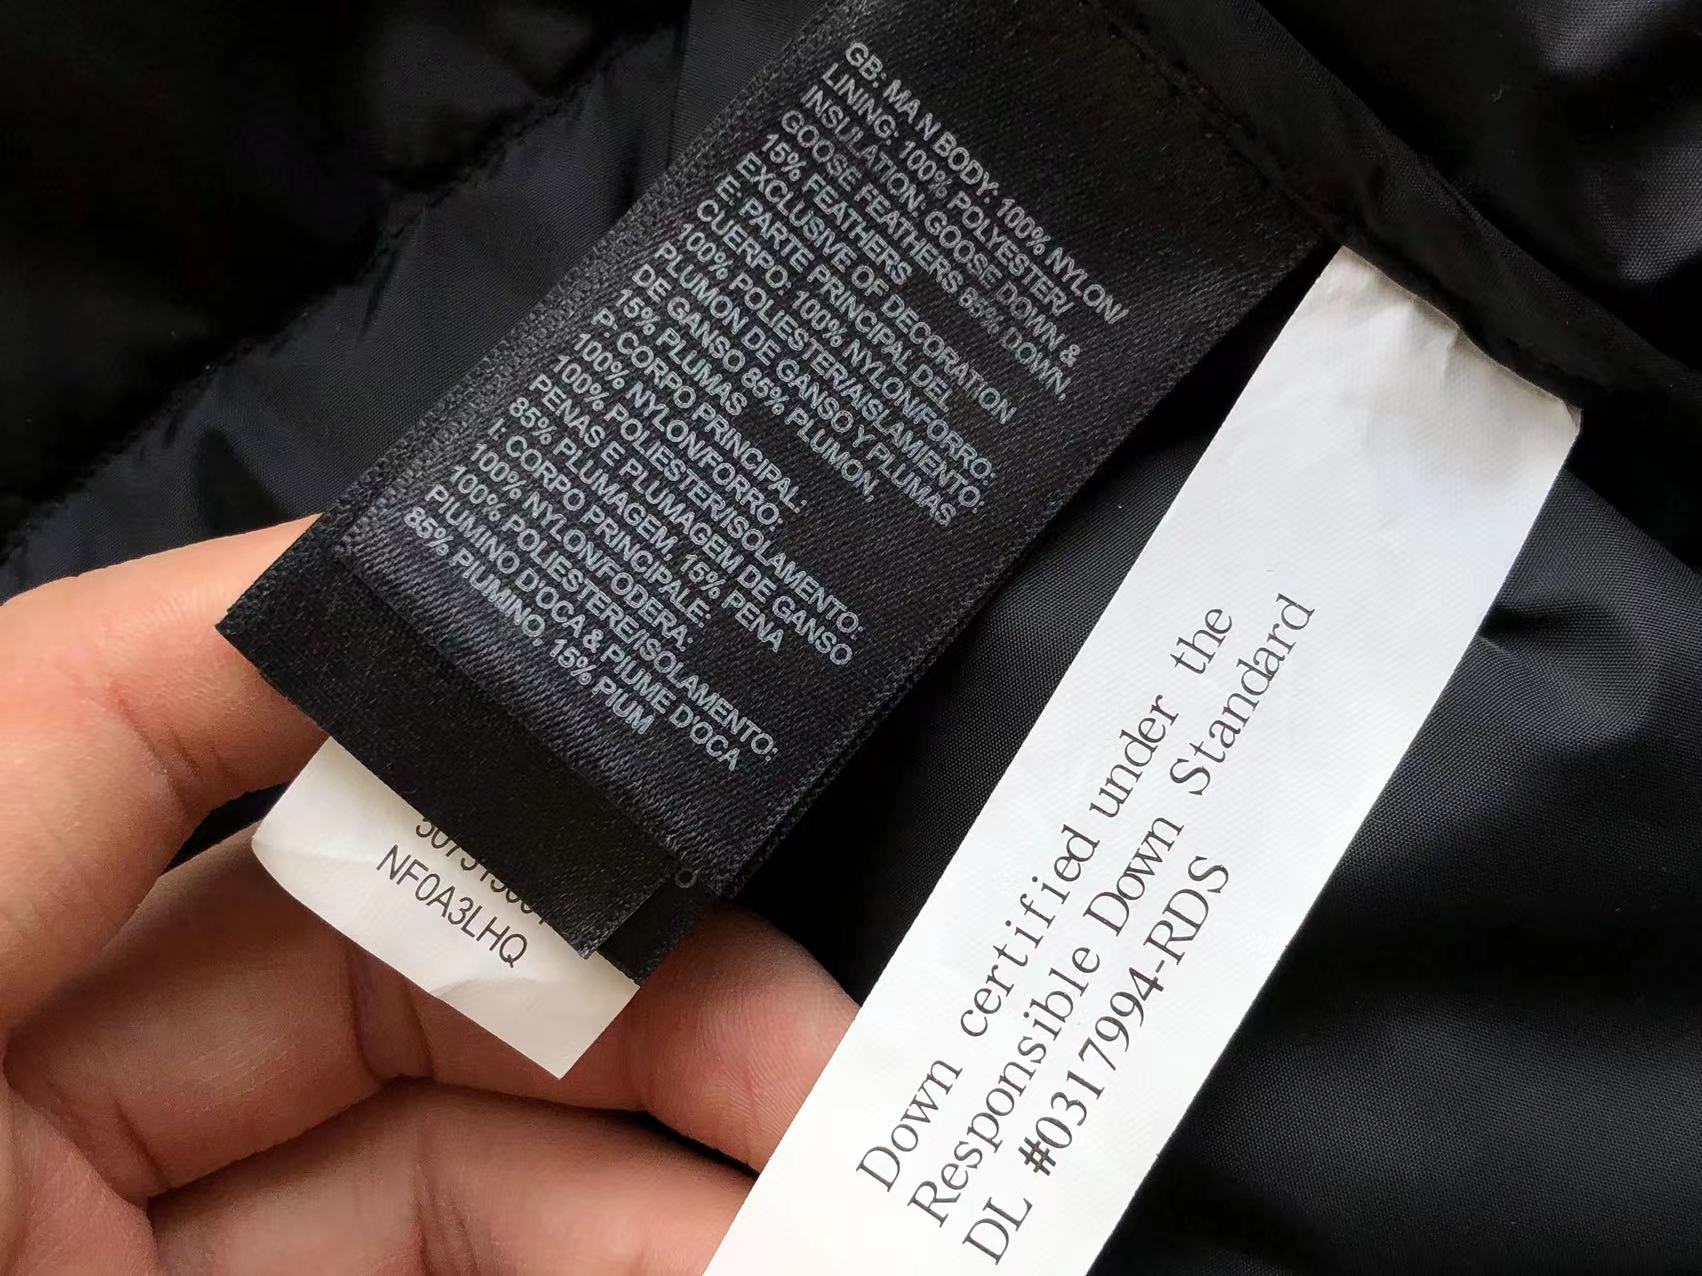 GB: MA N BODY: 100% NYLON/
LINING: 100% POLYESTER/
INSULATION: GOOSE DOWN &
GOOSE FEATHERS 85% DOWN,
15% FEATHERS
EXCLUSIVE OF DECORATION
E: PARTE PRINCIPAL DEL
CUERPO: 100% NYLON/FORRO:
100% POLIESTER/AISLAMIENTO:
PLUMON DE GANSO Y PLUMAS
DE GANSO 85% PLUMON,
15% PLUMAS
P: CORPO PRINCIPAL:
100% NYLON/FORRO:
100% POLIESTER/ISOLAMENTO:
PENAS E PLUMAGEM DE GANSO
85% PLUMAGEM, 15% PENA
I: CORPO PRINCIPALE
100% NYLON/FODERA:
100% POLIESTERE/ISOLAMENTO:
PIUMINO D'OCA & PIUME D'OCA
85% PIUMINO, 15% PIUM
NF0A3LHQ
Down certified under the
Responsible Down Standard
DL #0317994-RDS